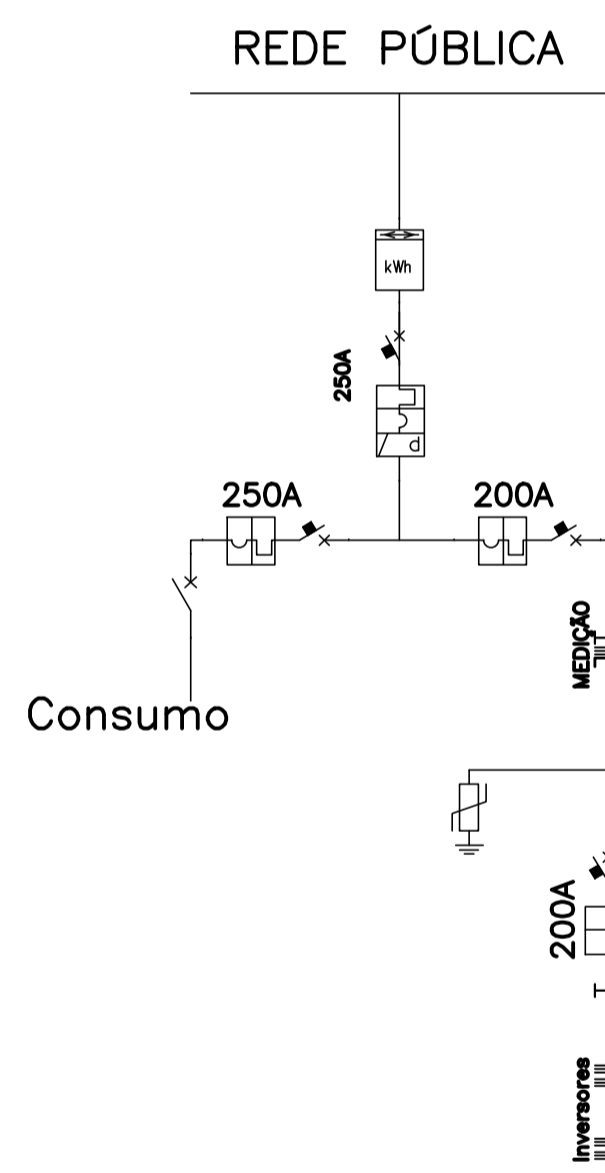 REDE PÚBLICA
kWh
250A
d
250A
200A
MEDIÇÃO
Consumo
200A
Inversores